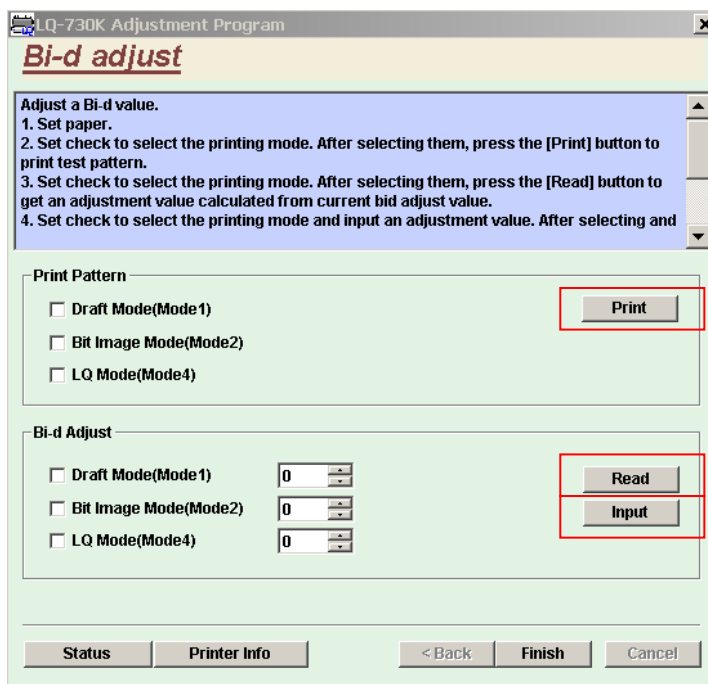 LQ-730K Adjustment Program
Bi-d adjust
Adjust a Bi-d value.
1. Set paper.
2. Set check to select the printing mode. After selecting them, press the [Print] button to
print test pattern.
3. Set check to select the printing mode. After selecting them, press the [Read] button to
get an adjustment value calculated from current bid adjust value.
4. Set check to select the printing mode and input an adjustment value. After selecting and
Print Pattern
Draft Mode(Mode1)
Print
Bit Image Mode(Mode2)
LQ Mode(Mode4)
Bi-d Adjust
Draft Mode(Mode1) 0
Read
Bit Image Mode(Mode2) 0
Input
LQ Mode(Mode4) 0
Status Printer Info < Back Finish Cancel